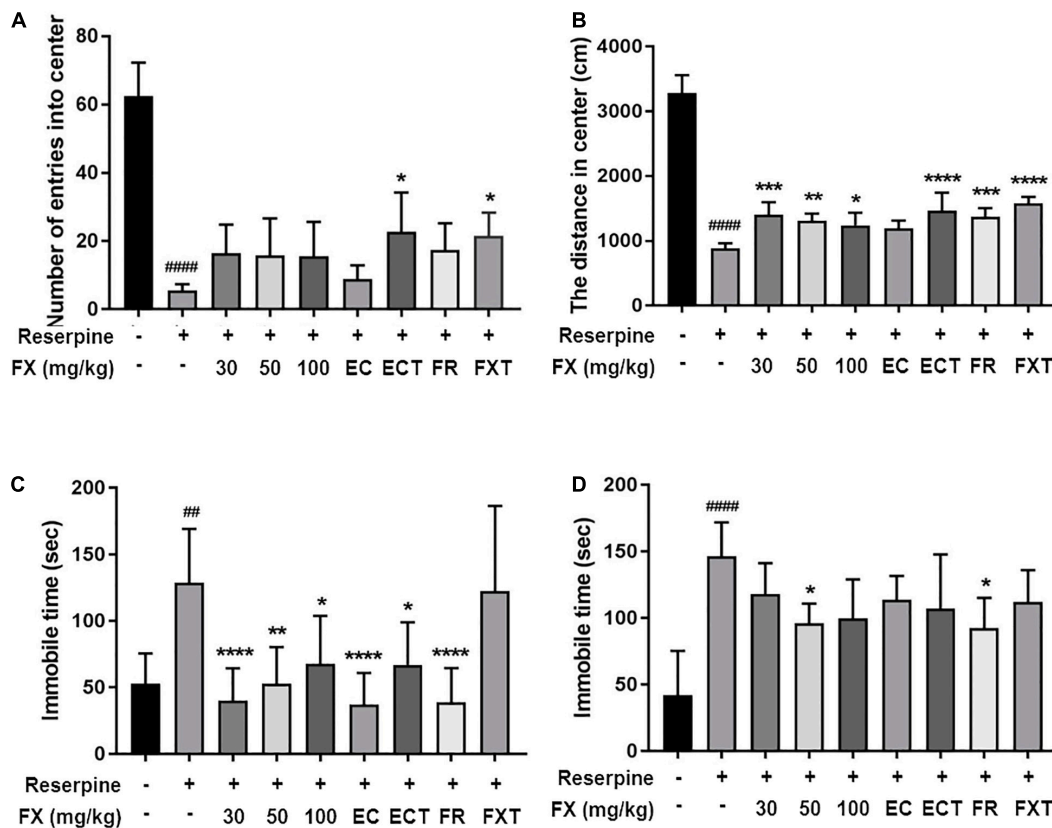 A
Number of entries into center
80
60
40
20
0
####
*
*
Reserpine - + + + + + + + +
FX (mg/kg) - - 30 50 100 EC ECT FR FXT
B
The distance in center (cm)
4000
3000
2000
1000
0
####
***
**
*
****
***
****
Reserpine - + + + + + + + +
FX (mg/kg) - - 30 50 100 EC ECT FR FXT
C
Immobile time (sec)
200
150
100
50
0
##
****
**
*
****
*
****
Reserpine - + + + + + + + +
FX (mg/kg) - - 30 50 100 EC ECT FR FXT
D
Immobile time (sec)
200
150
100
50
0
####
*
*
Reserpine - + + + + + + + +
FX (mg/kg) - - 30 50 100 EC ECT FR FXT